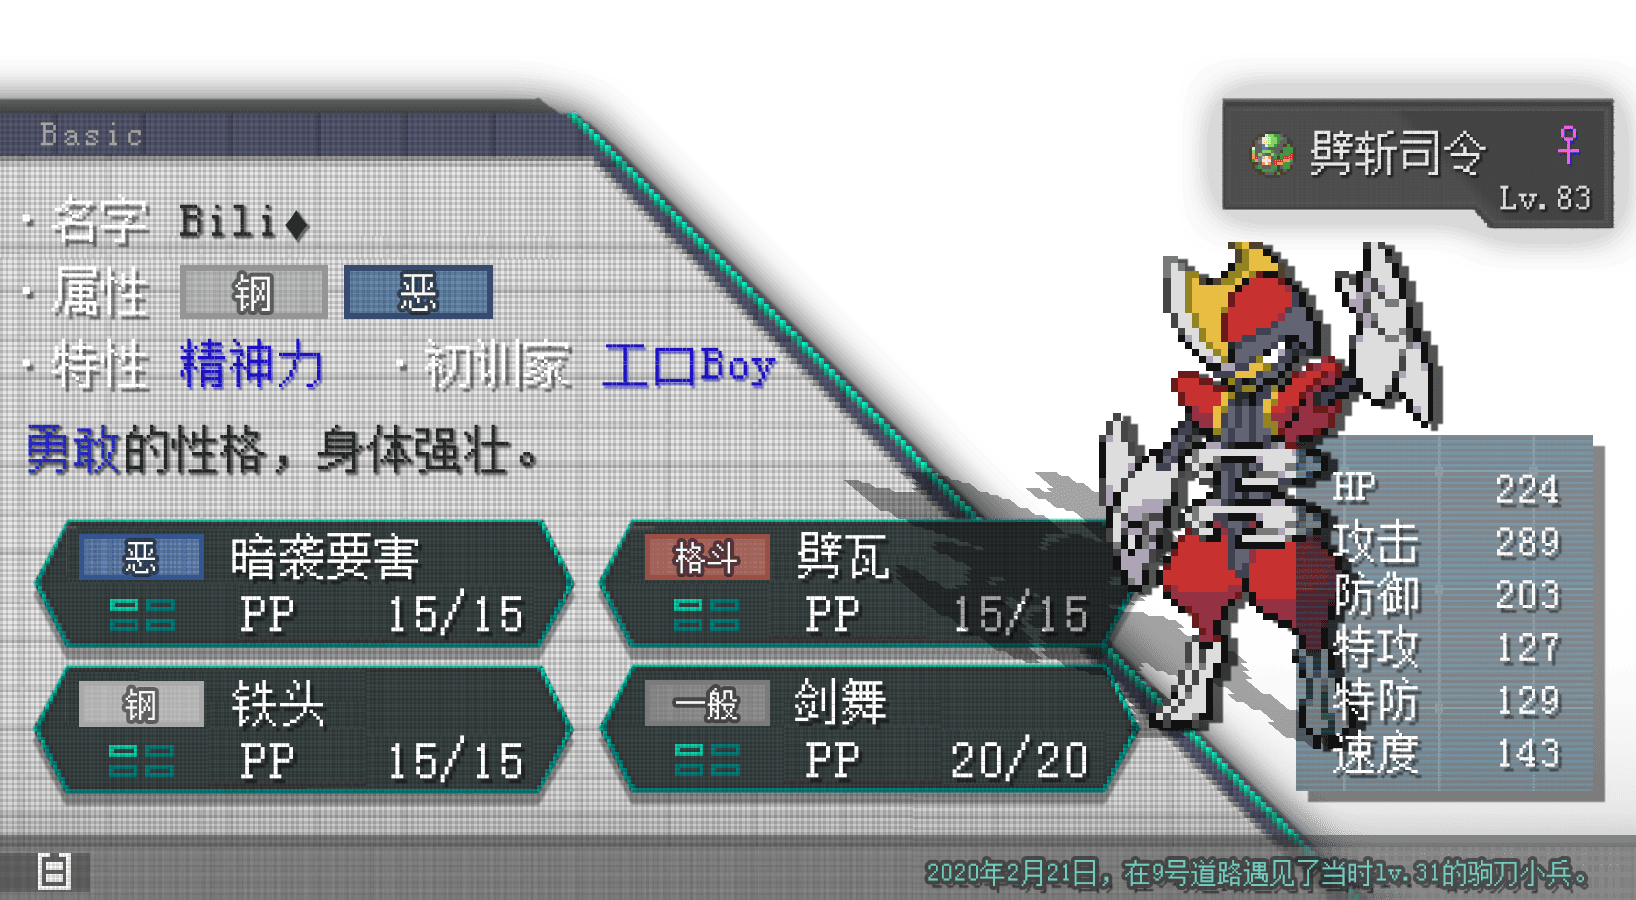 Basic
劈斩司令 ♀
Lv.83
·名字 Bili♦
·属性 钢 恶
·特性 精神力 ·初训家 工口Boy
勇敢的性格，身体强壮。
恶 暗袭要害
PP 15/15
格斗 劈瓦
PP 15/15
钢 铁头
PP 15/15
一般 剑舞
PP 20/20
HP 224
攻击 289
防御 203
特攻 127
特防 129
速度 143
2020年2月21日，在9号道路遇见了当时lv.31的驹刀小兵。